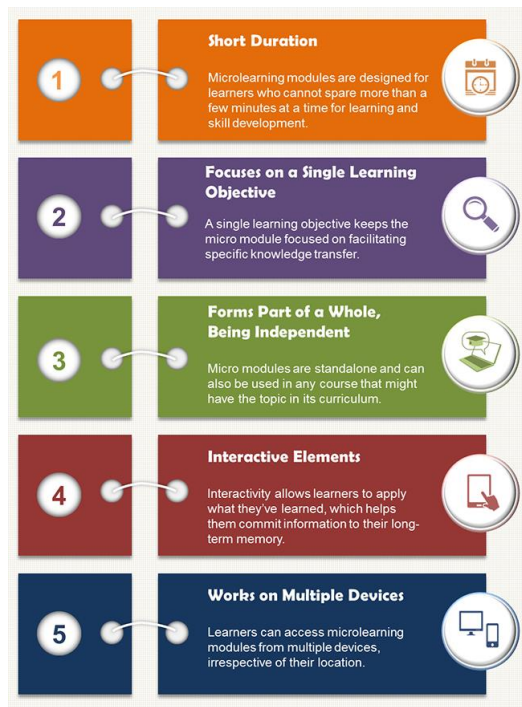 1
Short Duration
Microlearning modules are designed for
learners who cannot spare more than a
few minutes at a time for learning and
skill development.
2
Focuses on a Single Learning
Objective
A single learning objective keeps the
micro module focused on facilitating
specific knowledge transfer.
3
Forms Part of a Whole,
Being Independent
Micro modules are standalone and can
also be used in any course that might
have the topic in its curriculum.
4
Interactive Elements
Interactivity allows learners to apply
what they've learned, which helps
them commit information to their long-
term memory.
5
Works on Multiple Devices
Learners can access microlearning
modules from multiple devices,
irrespective of their location.